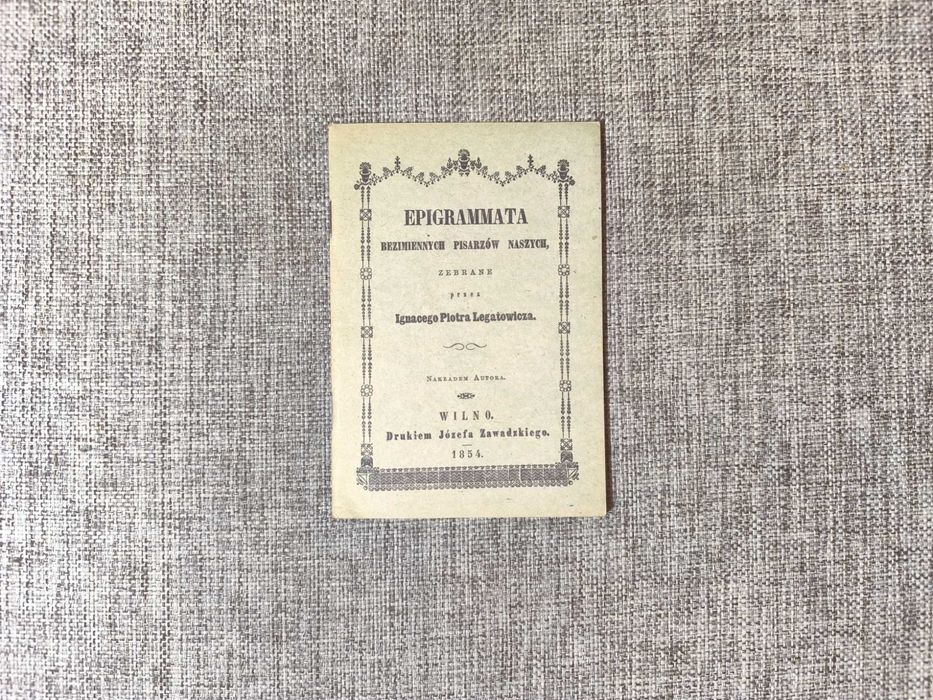 EPIGRAMMATA
BEZIMIENNYCH PISARZÓW NASZYCH,
ZEBRANE
przez
Ignacego Piotra Legatowicza.
NAKŁADEM AUTORA.
WILNO.
Drukiem Józefa Zawadzkiego.
1854.